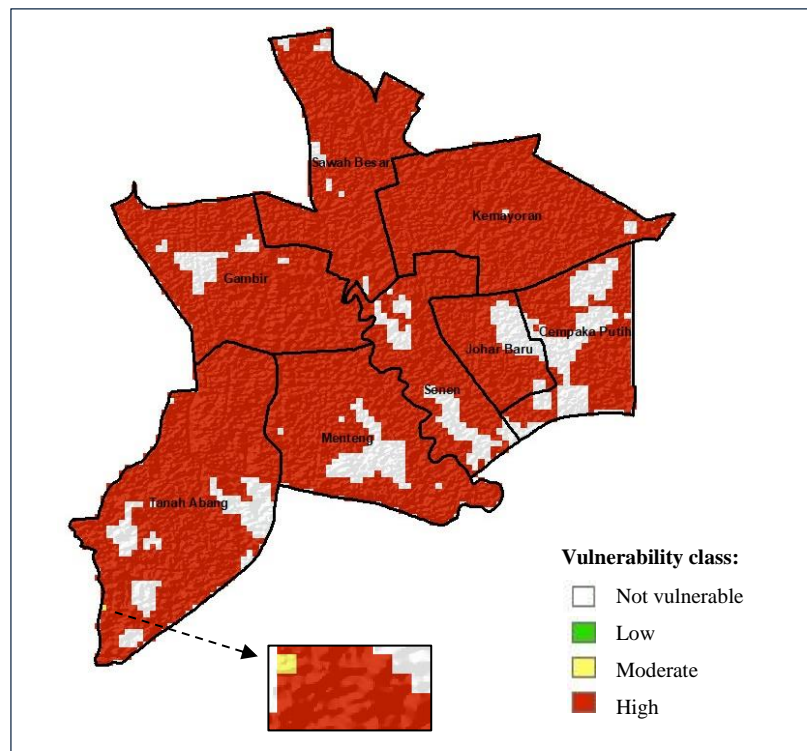 Sawah Besar
Kemayoran
Gambir
Cempaka Putih
Johar Baru
Senen
Menteng
Tanah Abang
Vulnerability class:
Not vulnerable
Low
Moderate
High